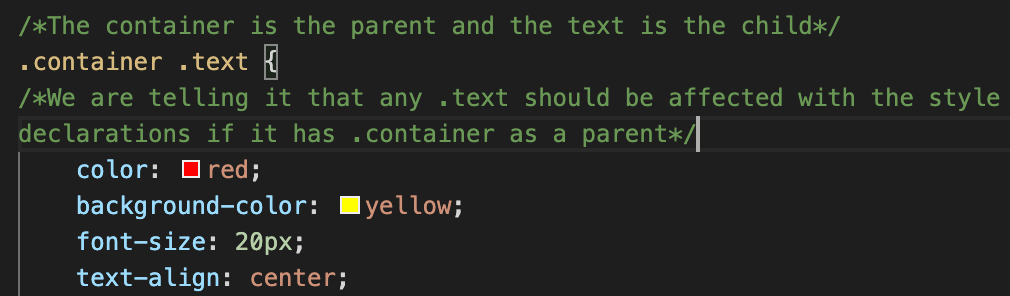 /*The container is the parent and the text is the child*/
.container .text {
/*We are telling it that any .text should be affected with the style
declarations if it has .container as a parent*/
color: red;
background-color: yellow;
font-size: 20px;
text-align: center;